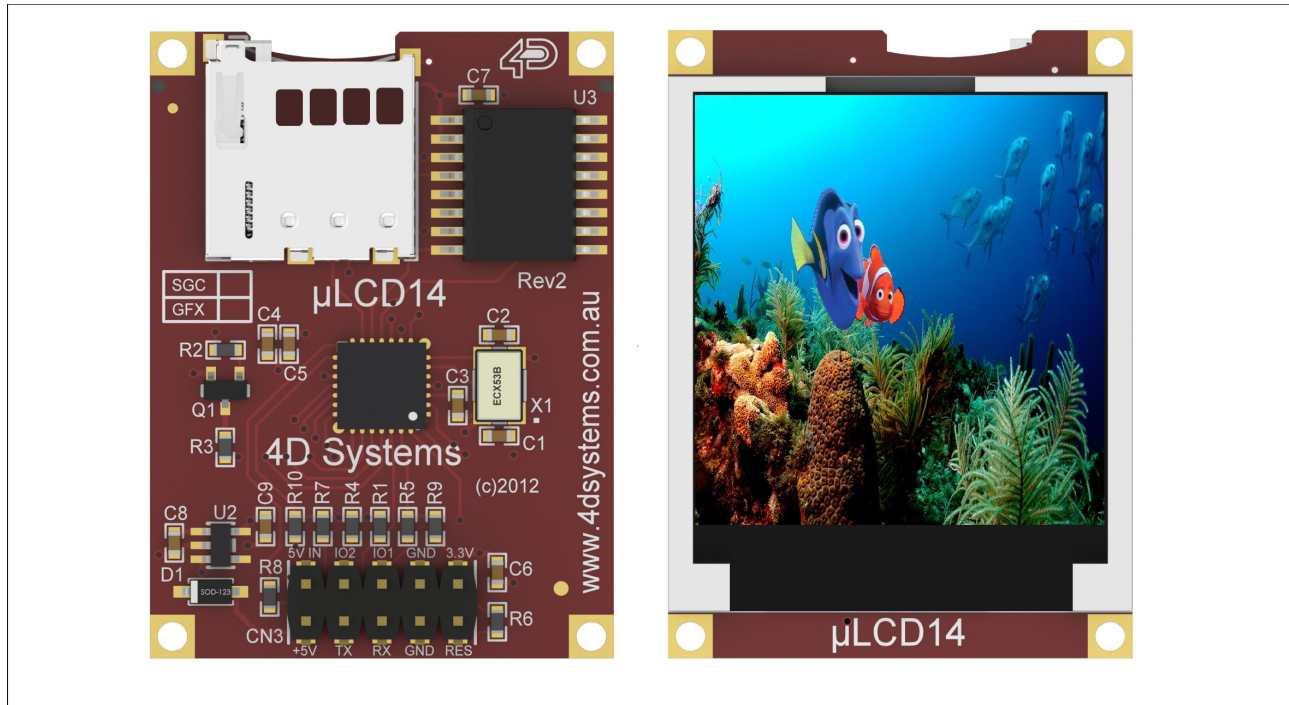 4D
C7
U3
Rev2
SGC
GFX
µLCD14
C4
C2
R2
C5
C3
ECX53B
Q1
X1
R3
C1
4D Systems
(c)2012
www.4dsystems.com.au
C9
R10
R7
R4
R1
R5
R9
C8
U2
5V IN
IO2
IO1
GND
3.3V
D1
SOD-123
R8
C6
R6
CN3
+5V
TX
RX
GND
RES
µLCD14